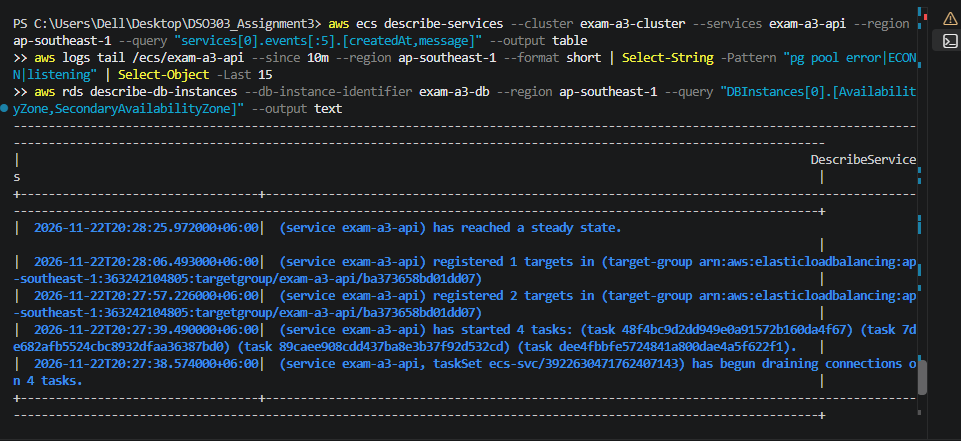 PS C:\Users\Dell\Desktop\DSO303_Assignment3> aws ecs describe-services --cluster exam-a3-cluster --services exam-a3-api --region
ap-southeast-1 --query "services[0].events[:5].[createdAt,message]" --output table
>> aws logs tail /ecs/exam-a3-api --since 10m --region ap-southeast-1 --format short | Select-String -Pattern "pg pool error|ECON
N|listening" | Select-Object -Last 15
>> aws rds describe-db-instances --db-instance-identifier exam-a3-db --region ap-southeast-1 --query "DBInstances[0].[Availabilit
yZone,SecondaryAvailabilityZone]" --output text
---------------------------------------------------------------------------------------------------------------------------------
--------------------------------------------------------------------------------------------------------------------
| DescribeService
s |
+----------------------------------+---------------------------------------------------------------------------------------------
--------------------------------------------------------------------------------------------------------------------+
| 2026-11-22T20:28:25.972000+06:00| (service exam-a3-api) has reached a steady state.
|
| 2026-11-22T20:28:06.493000+06:00| (service exam-a3-api) registered 1 targets in (target-group arn:aws:elasticloadbalancing:ap
-southeast-1:363242104805:targetgroup/exam-a3-api/ba373658bd01dd07) |
| 2026-11-22T20:27:57.226000+06:00| (service exam-a3-api) registered 2 targets in (target-group arn:aws:elasticloadbalancing:ap
-southeast-1:363242104805:targetgroup/exam-a3-api/ba373658bd01dd07) |
| 2026-11-22T20:27:39.490000+06:00| (service exam-a3-api) has started 4 tasks: (task 48f4bc9d2dd949e0a91572b160da4f67) (task 7d
e682afb5524cbc8932dfaa36387bd0) (task 89caee908cdd437ba8e3b37f92d532cd) (task dee4fbbfe5724841a800dae4a5f622f1). |
| 2026-11-22T20:27:38.574000+06:00| (service exam-a3-api, taskSet ecs-svc/3922630471762407143) has begun draining connections o
n 4 tasks. |
+----------------------------------+---------------------------------------------------------------------------------------------
--------------------------------------------------------------------------------------------------------------------+